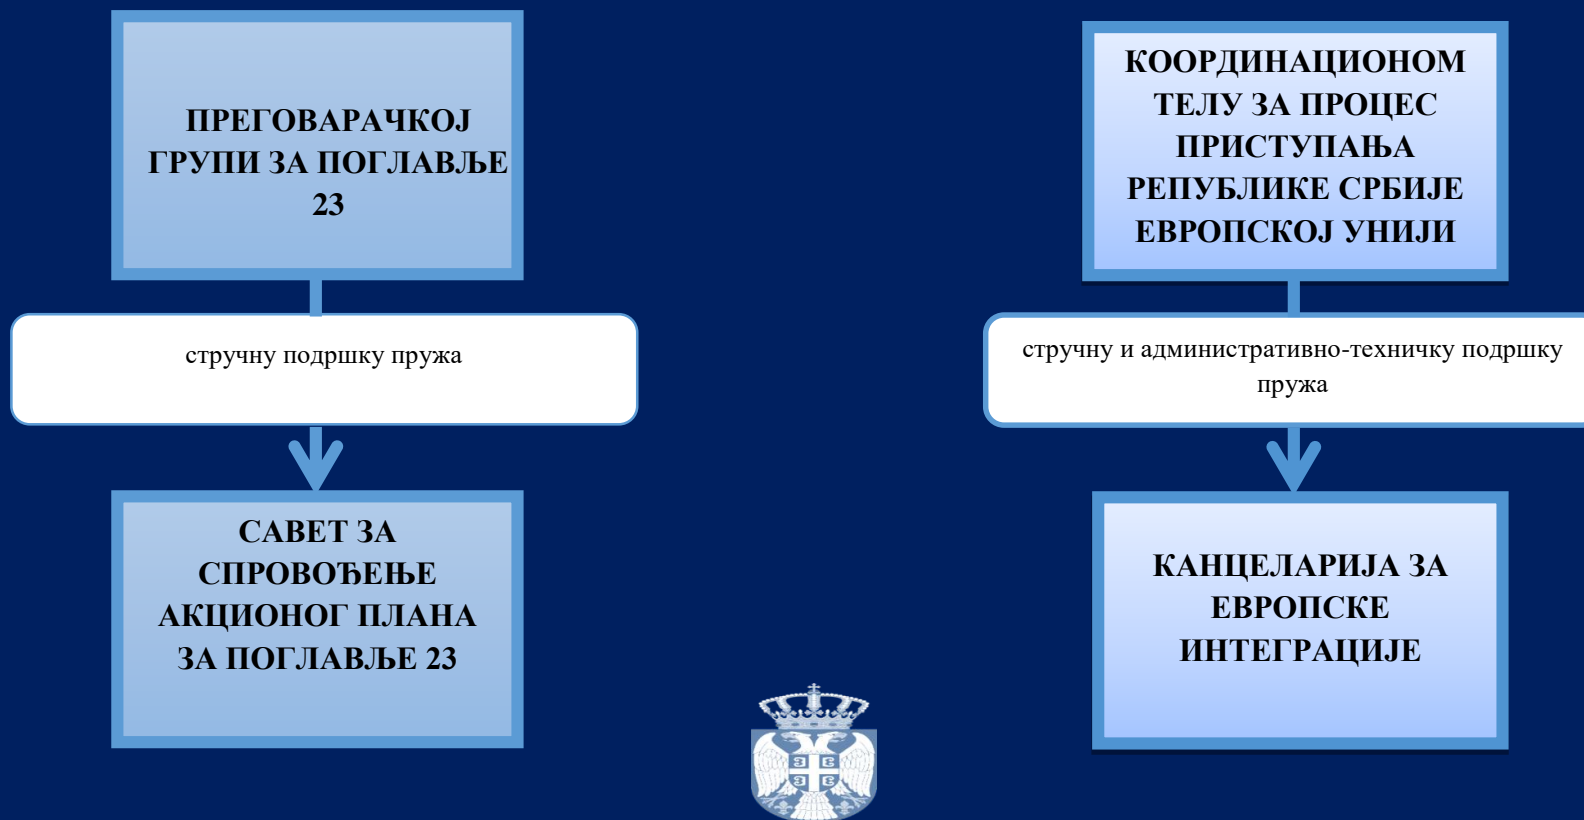 ПРЕГОВАРАЧКОЈ
ГРУПИ ЗА ПОГЛАВЉЕ
23
стручну подршку пружа
САВЕТ ЗА
СПРОВОЂЕЊЕ
АКЦИОНОГ ПЛАНА
ЗА ПОГЛАВЉЕ 23
КООРДИНАЦИОНОМ
ТЕЛУ ЗА ПРОЦЕС
ПРИСТУПАЊА
РЕПУБЛИКЕ СРБИЈЕ
ЕВРОПСКОЈ УНИЈИ
стручну и административно-техничку подршку
пружа
КАНЦЕЛАРИЈА ЗА
ЕВРОПСКЕ
ИНТЕГРАЦИЈЕ